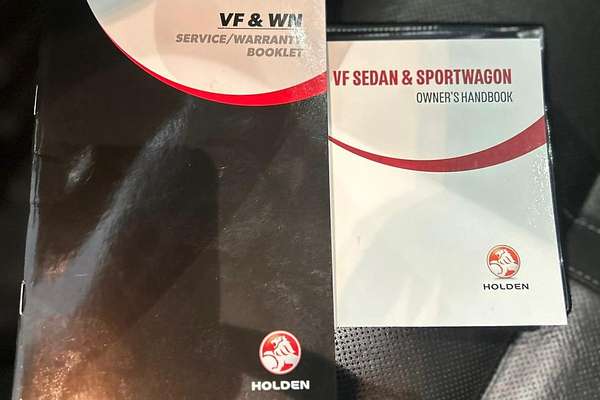 VF & WN
SERVICE/WARRANTY
BOOKLET
HOLDEN
VF SEDAN & SPORTWAGON
OWNER'S HANDBOOK
HOLDEN